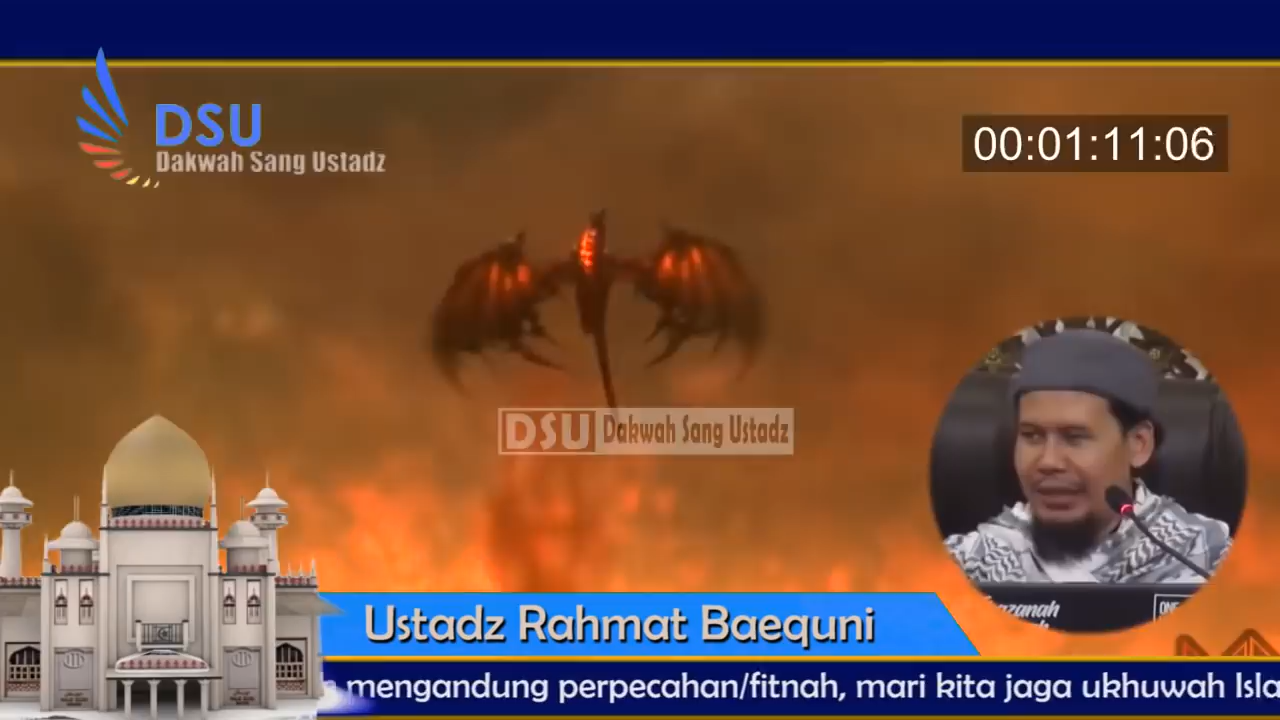 DSU
Dakwah Sang Ustadz
00:01:11:06
DSU Dakwah Sang Ustadz
Ustadz Rahmat Baequni
mengandung perpecahan/fitnah, mari kita jaga ukhuwah Isla